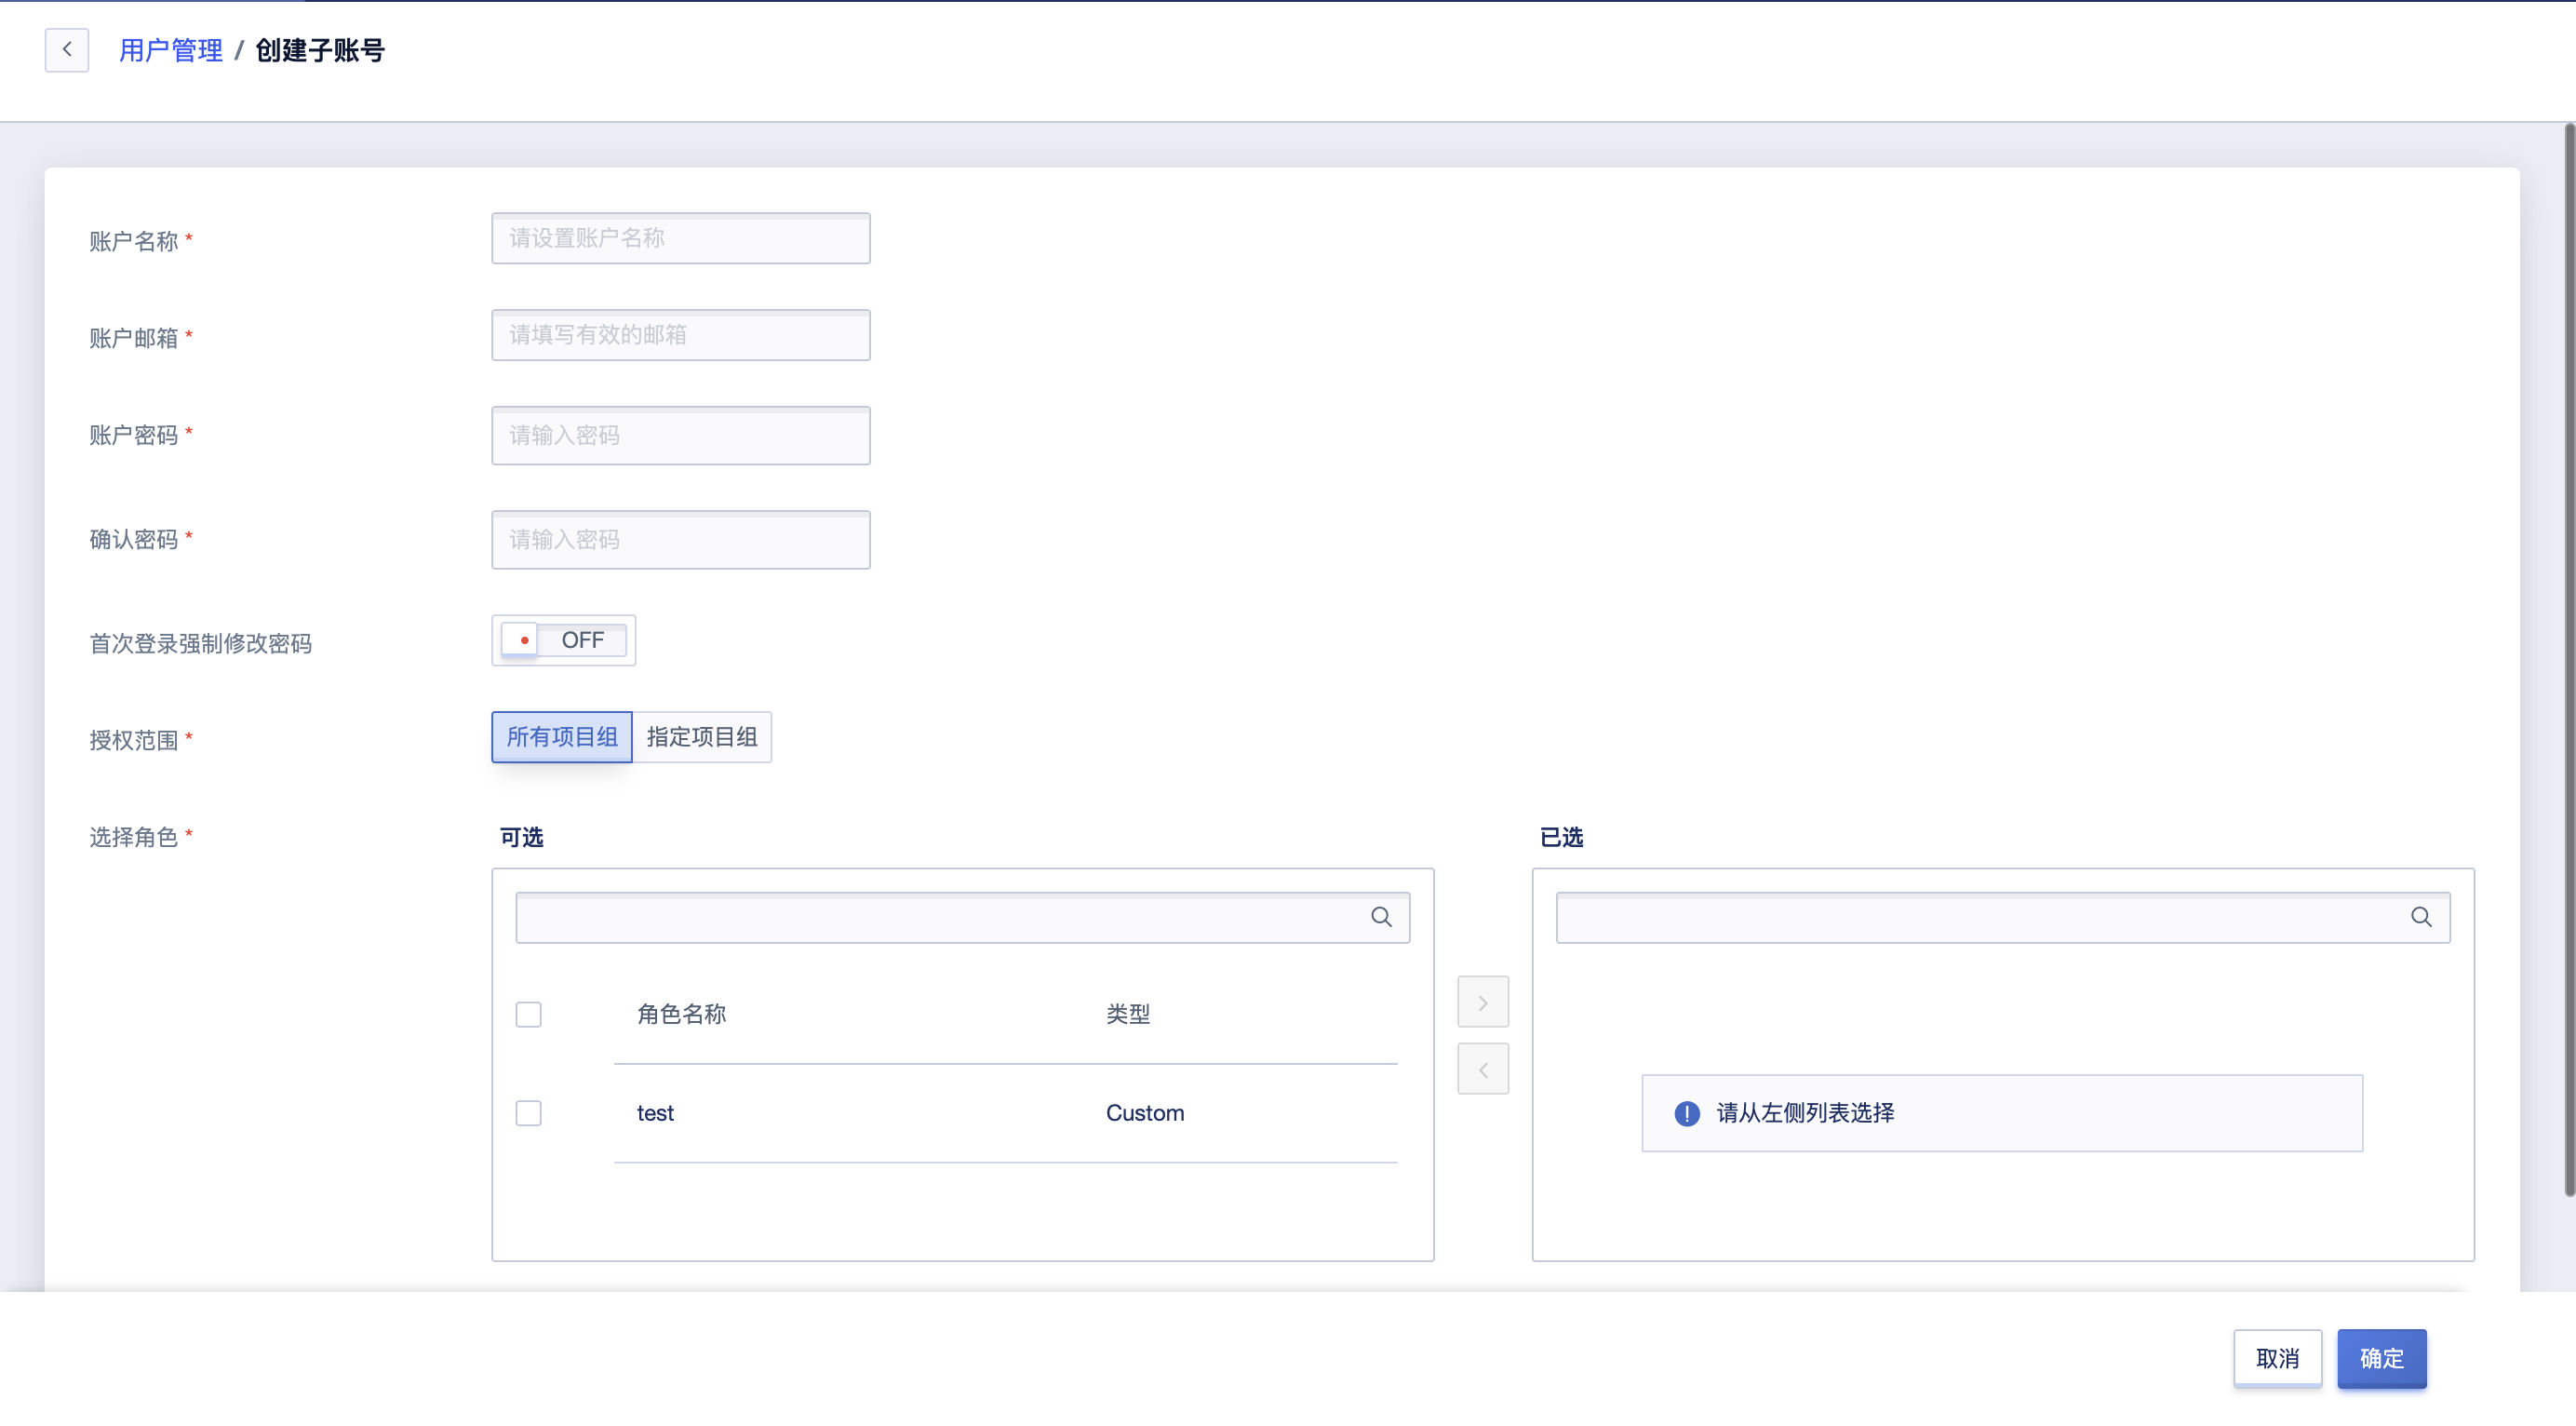 用户管理 / 创建子账号
账户名称 *
请设置账户名称
账户邮箱 *
请填写有效的邮箱
账户密码 *
请输入密码
确认密码 *
请输入密码
首次登录强制修改密码
OFF
授权范围 *
所有项目组 指定项目组
选择角色 *
可选
角色名称 类型
test Custom
已选
请从左侧列表选择
取消 确定